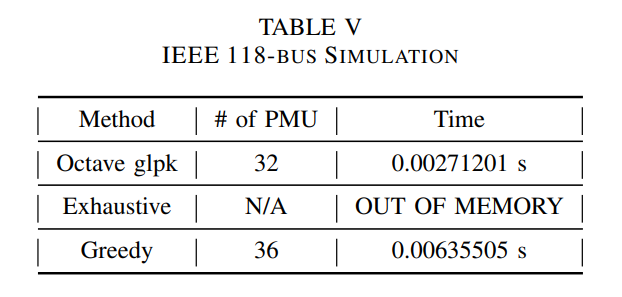 TABLE V
IEEE 118-BUS SIMULATION
Method # of PMU Time
Octave glpk 32 0.00271201 s
Exhaustive N/A OUT OF MEMORY
Greedy 36 0.00635505 s